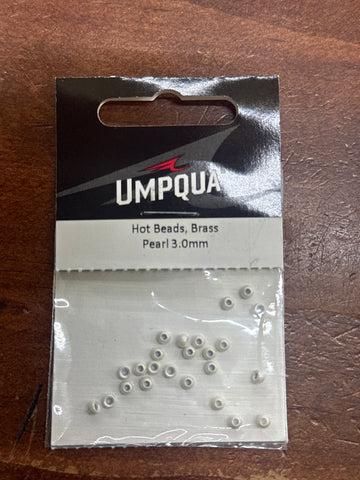 UMPQUA
Hot Beads, Brass
Pearl 3.0mm